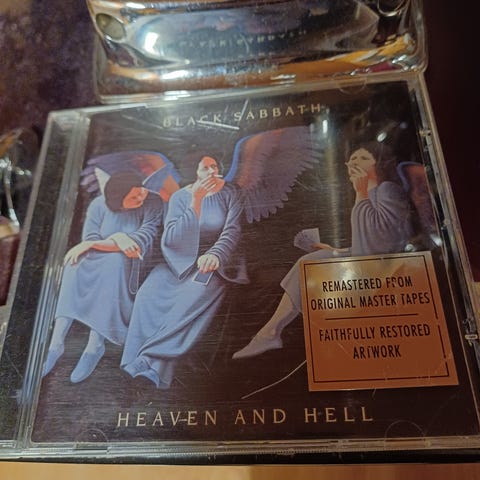 BLACK SABBATH
REMASTERED FROM
ORIGINAL MASTER TAPES
FAITHFULLY RESTORED
ARTWORK
HEAVEN AND HELL